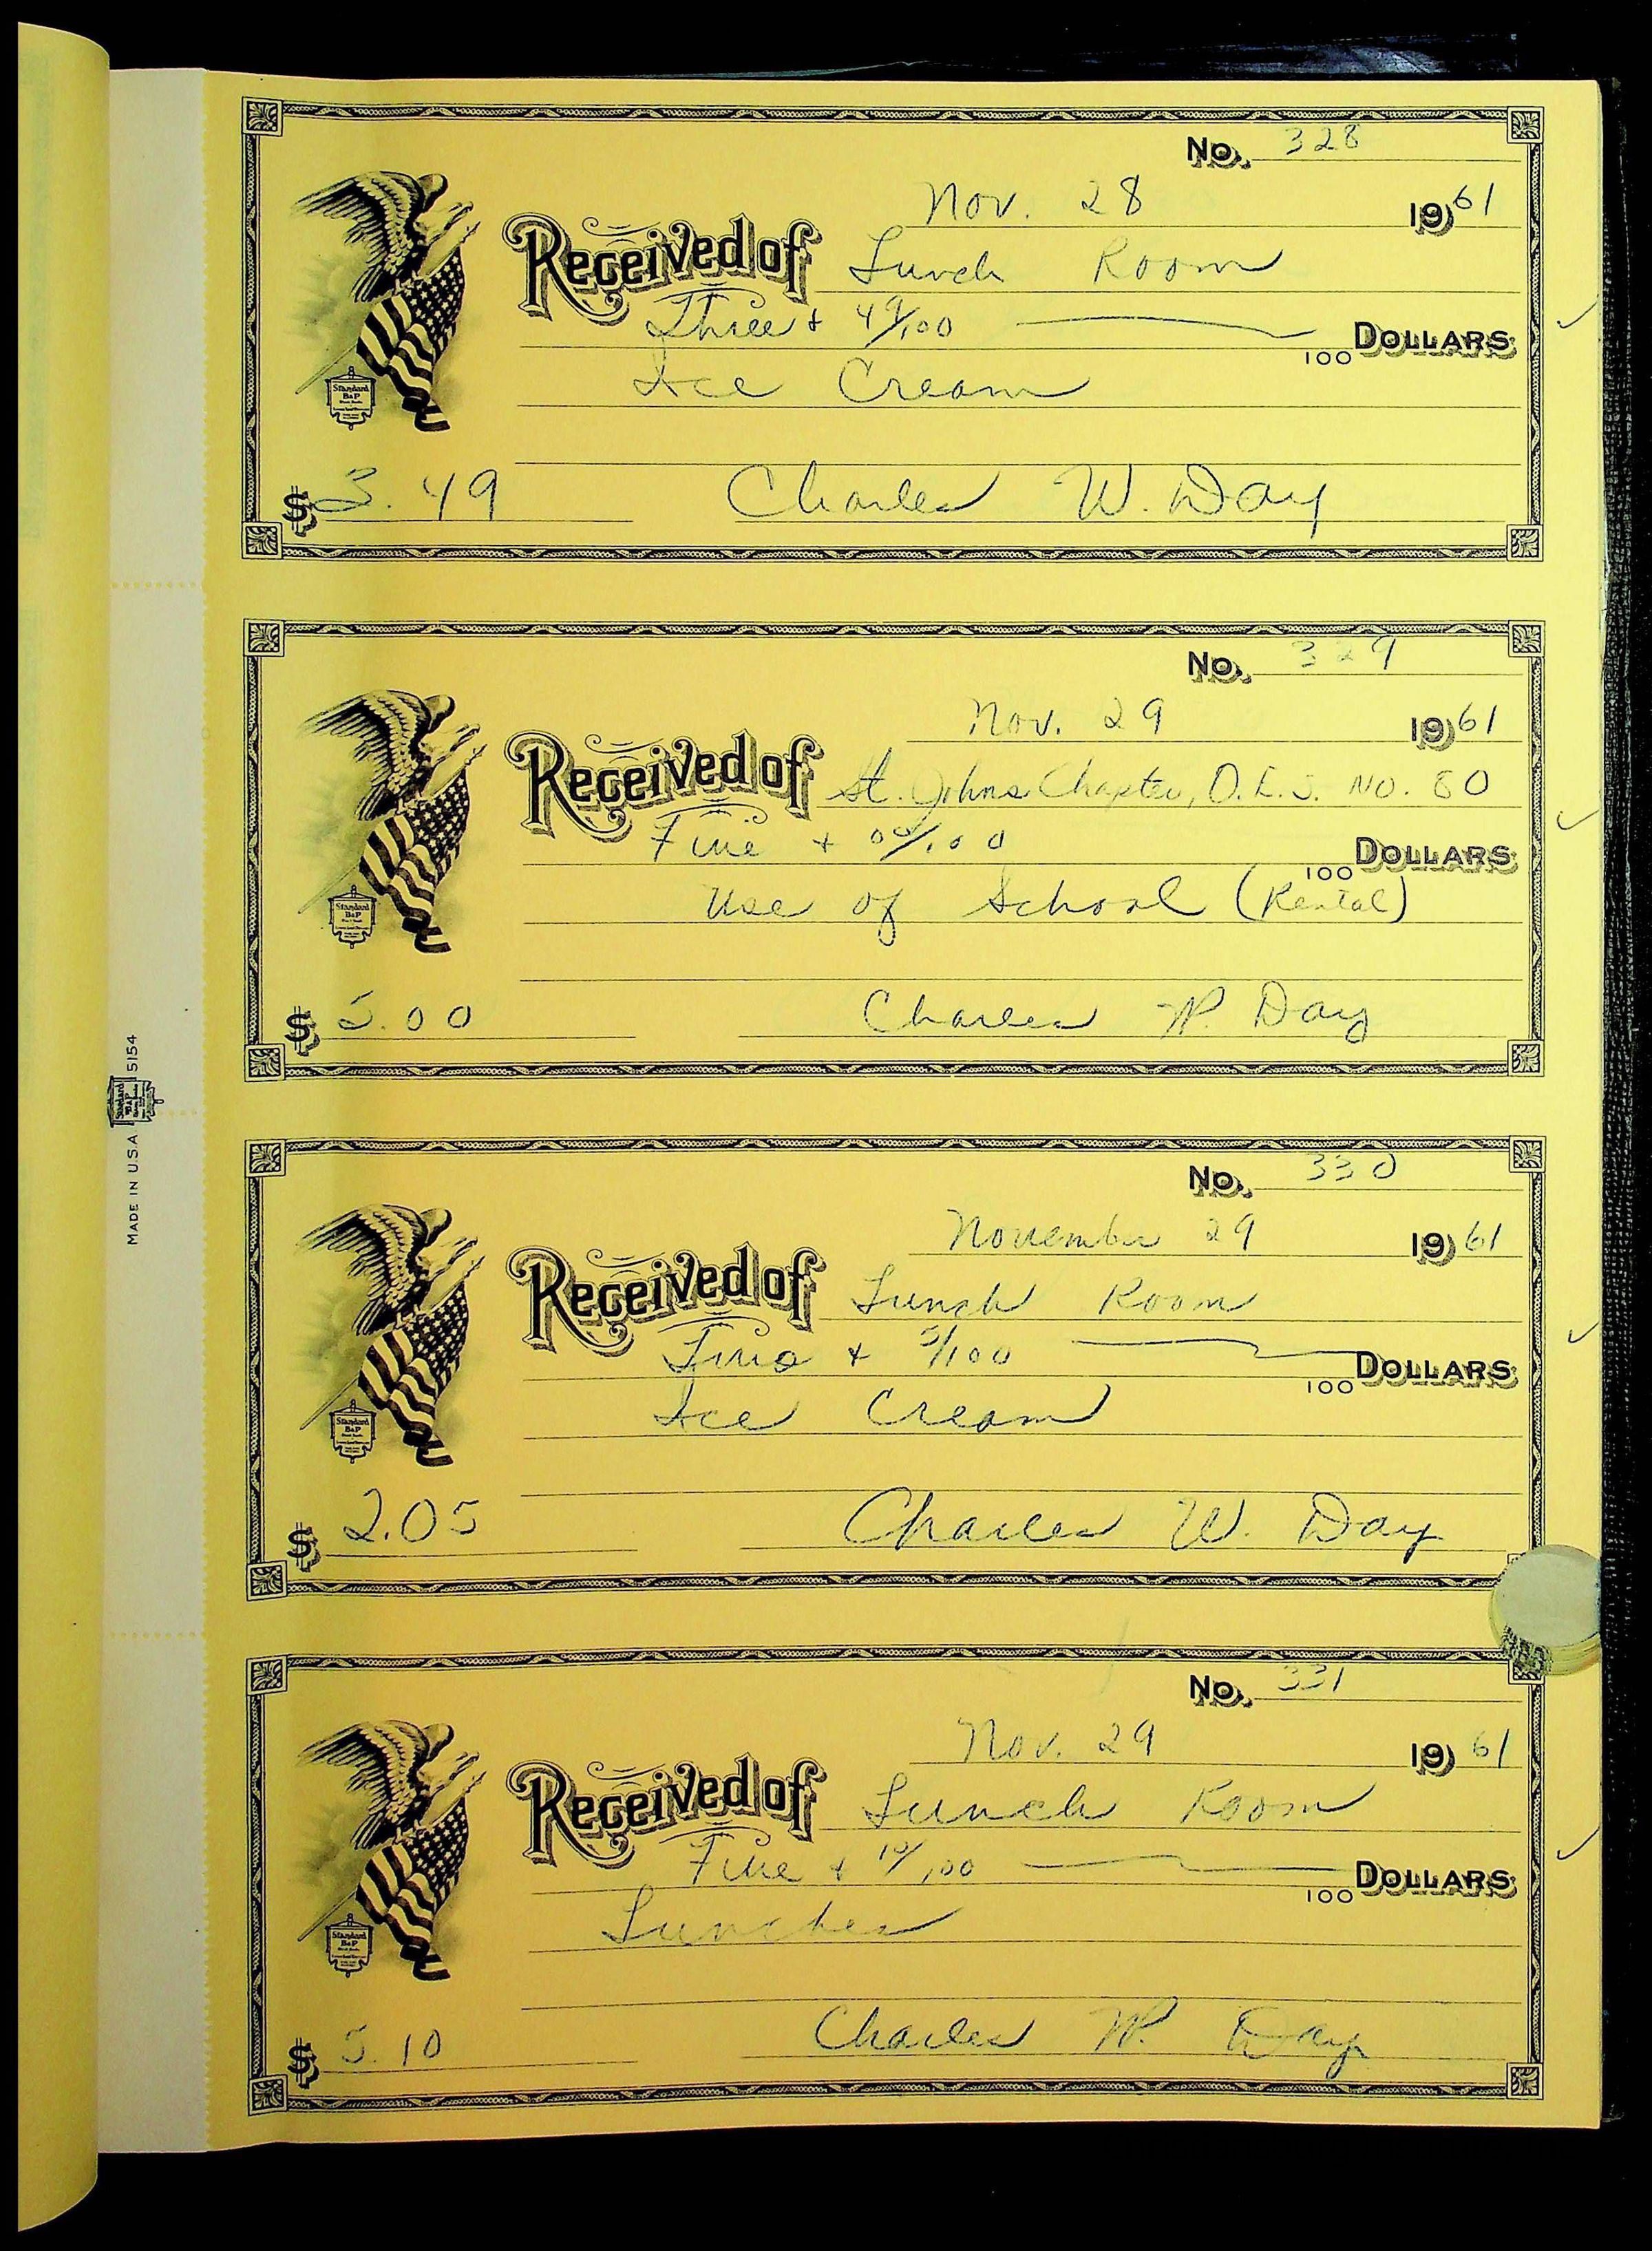 No. 328
Nov. 28 1961
Received of Lunch Room
Three + 49/100 100 DOLLARS
Ice Cream
$ 3.49 Charles W. Day
Standard
B&P
No. 329
Nov. 29 1961
Received of St. Johns Chapter, O.E.S. NO. 80
Five + 00/100 100 DOLLARS
Use of School (Rental)
$ 5.00 Charles W. Day
Standard
B&P
MADE IN U.S.A. 5154
No. 330
November 29 1961
Received of Lunch Room
Two + 5/100 100 DOLLARS
Ice Cream
$ 2.05 Charles W. Day
Standard
B&P
No. 331
Nov. 29 1961
Received of Lunch Room
Five + 10/100 100 DOLLARS
Lunches
$ 5.10 Charles W. Day
Standard
B&P